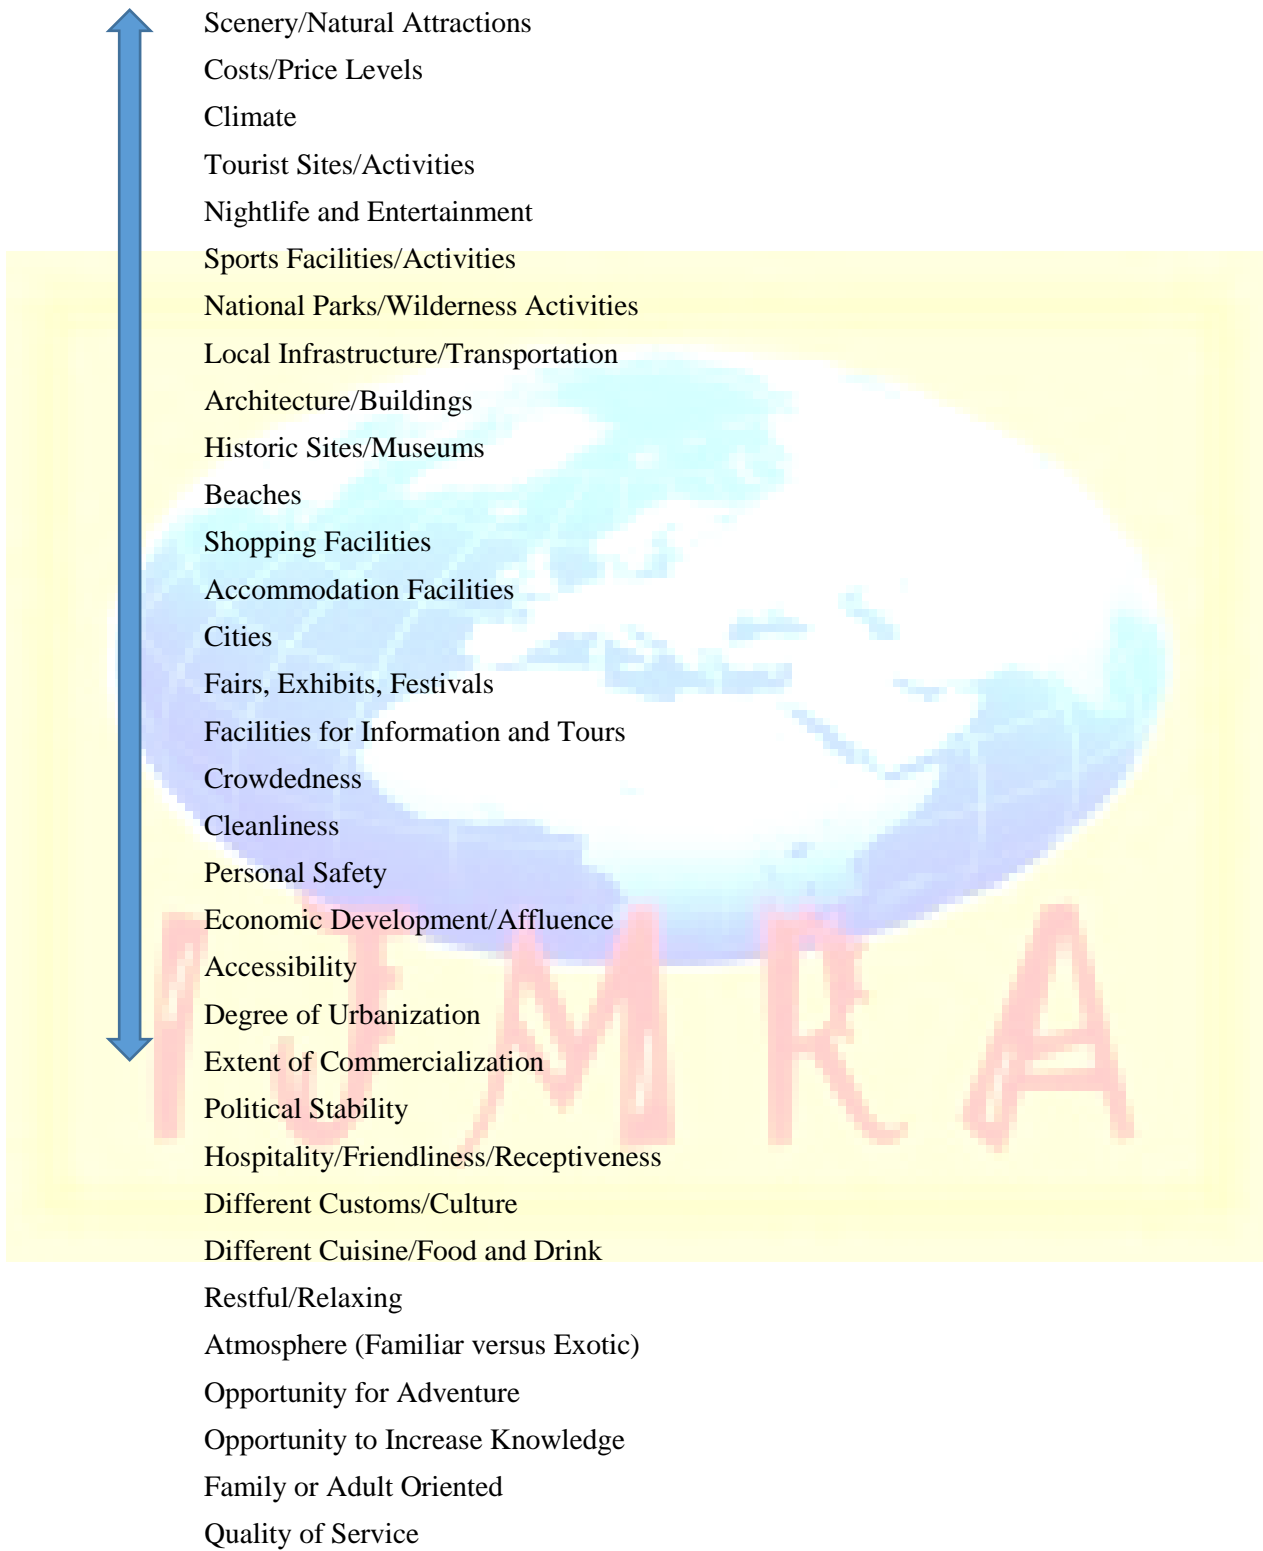 Scenery/Natural Attractions
Costs/Price Levels
Climate
Tourist Sites/Activities
Nightlife and Entertainment
Sports Facilities/Activities
National Parks/Wilderness Activities
Local Infrastructure/Transportation
Architecture/Buildings
Historic Sites/Museums
Beaches
Shopping Facilities
Accommodation Facilities
Cities
Fairs, Exhibits, Festivals
Facilities for Information and Tours
Crowdedness
Cleanliness
Personal Safety
Economic Development/Affluence
Accessibility
Degree of Urbanization
Extent of Commercialization
Political Stability
Hospitality/Friendliness/Receptiveness
Different Customs/Culture
Different Cuisine/Food and Drink
Restful/Relaxing
Atmosphere (Familiar versus Exotic)
Opportunity for Adventure
Opportunity to Increase Knowledge
Family or Adult Oriented
Quality of Service
IJMRA